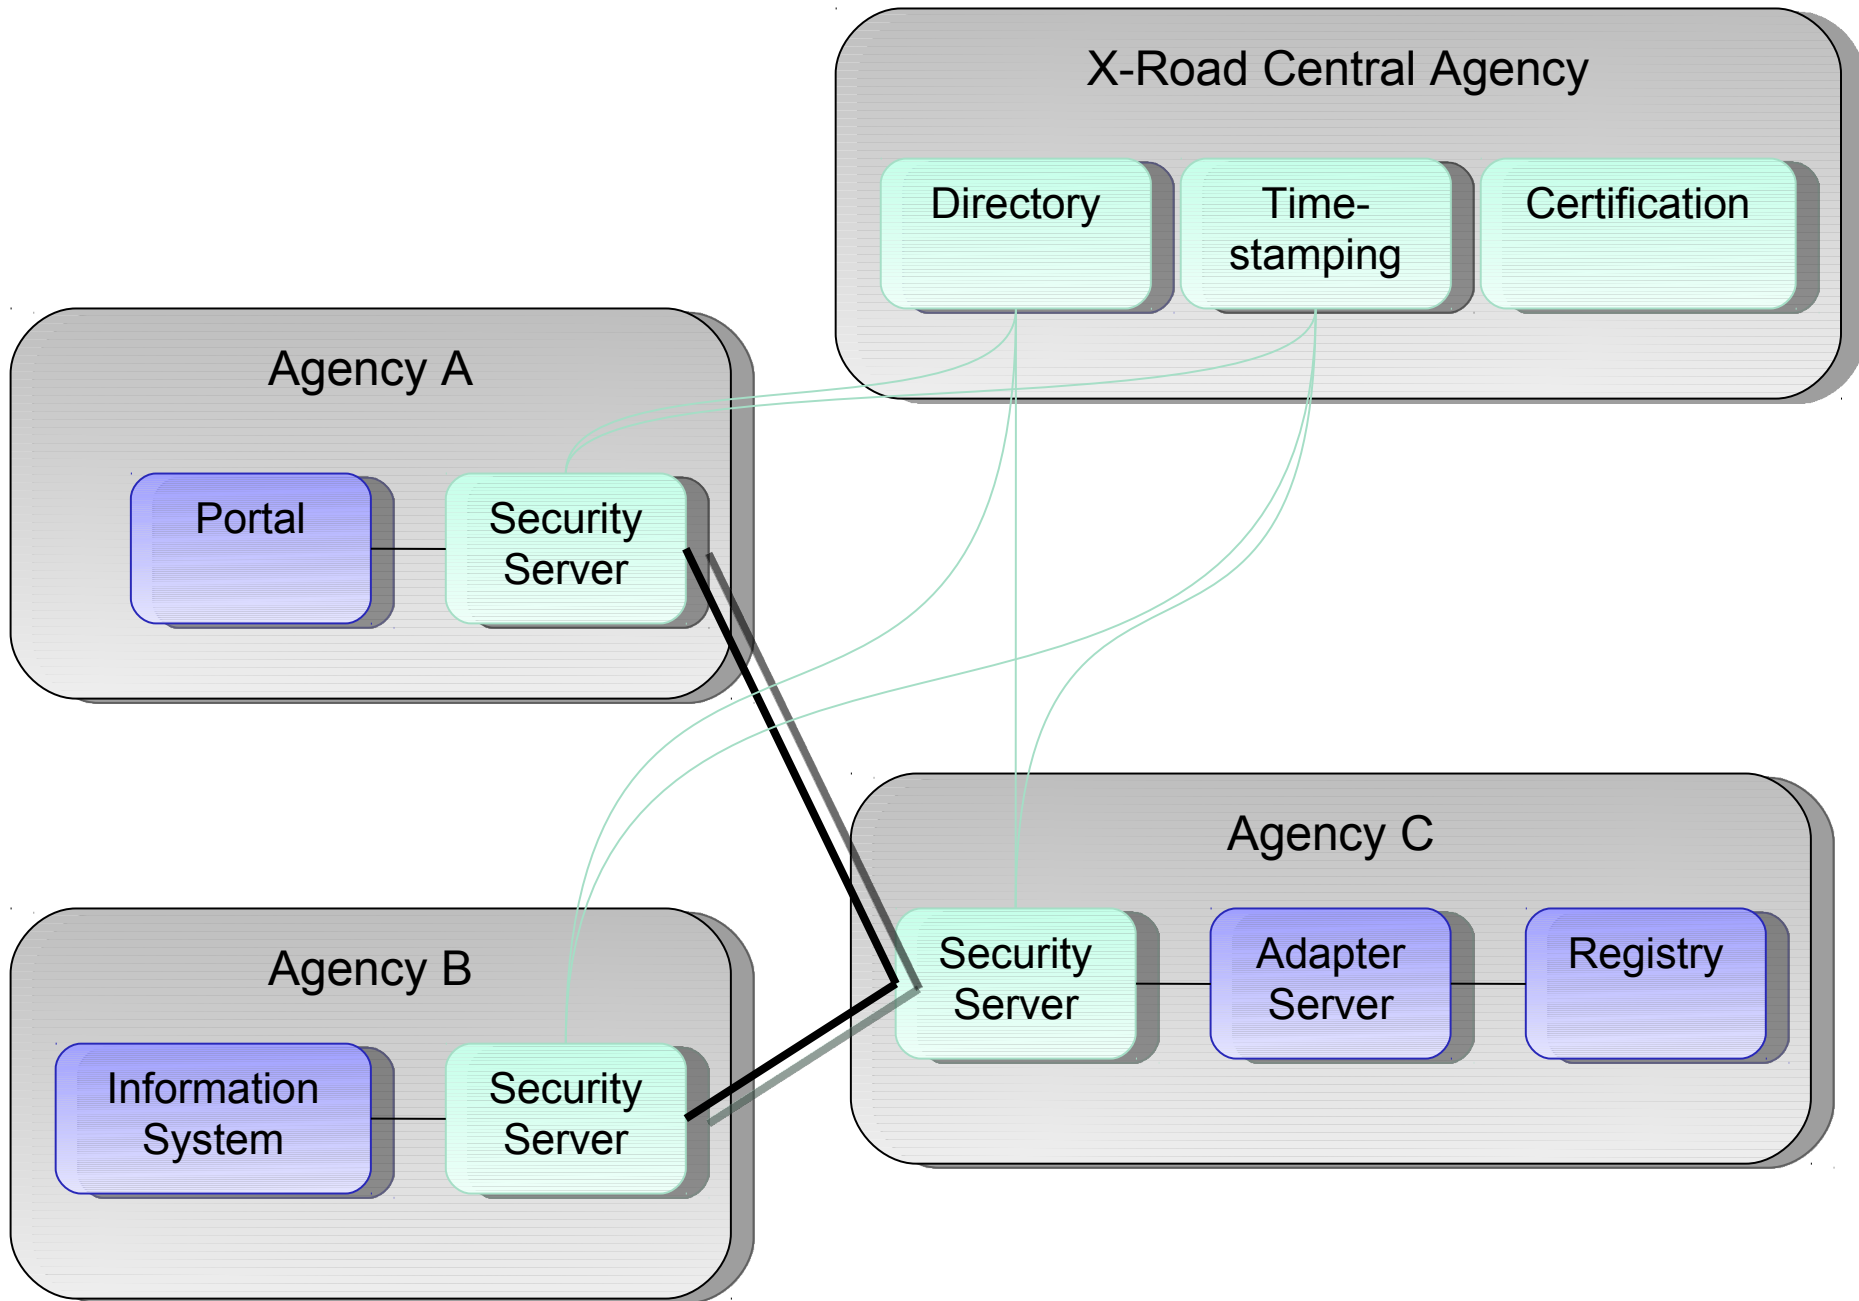 X-Road Central Agency
Directory
Time-
stamping
Certification
Agency A
Portal
Security
Server
Agency C
Security
Server
Adapter
Server
Registry
Agency B
Information
System
Security
Server